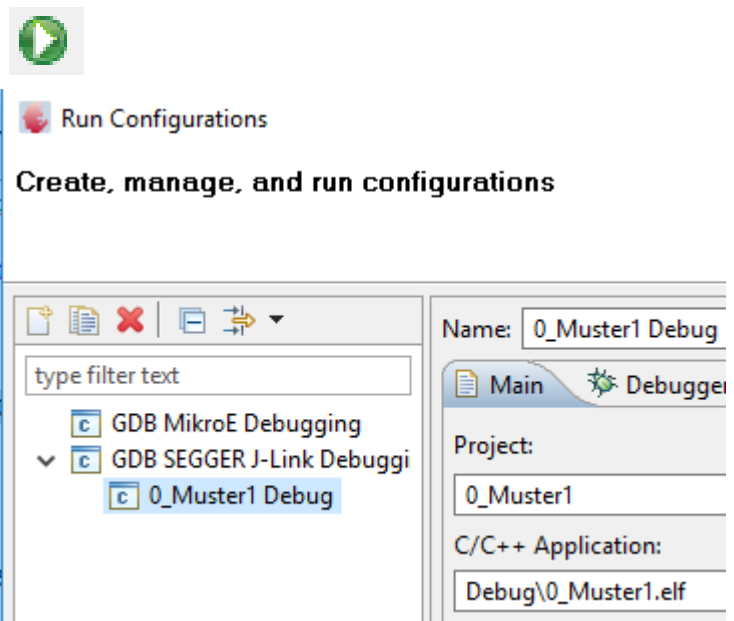 Run Configurations
Create, manage, and run configurations
Name: 0_Muster1 Debug
type filter text
Main Debugger
GDB MikroE Debugging
GDB SEGGER J-Link Debuggi
0_Muster1 Debug
Project:
0_Muster1
C/C++ Application:
Debug\0_Muster1.elf